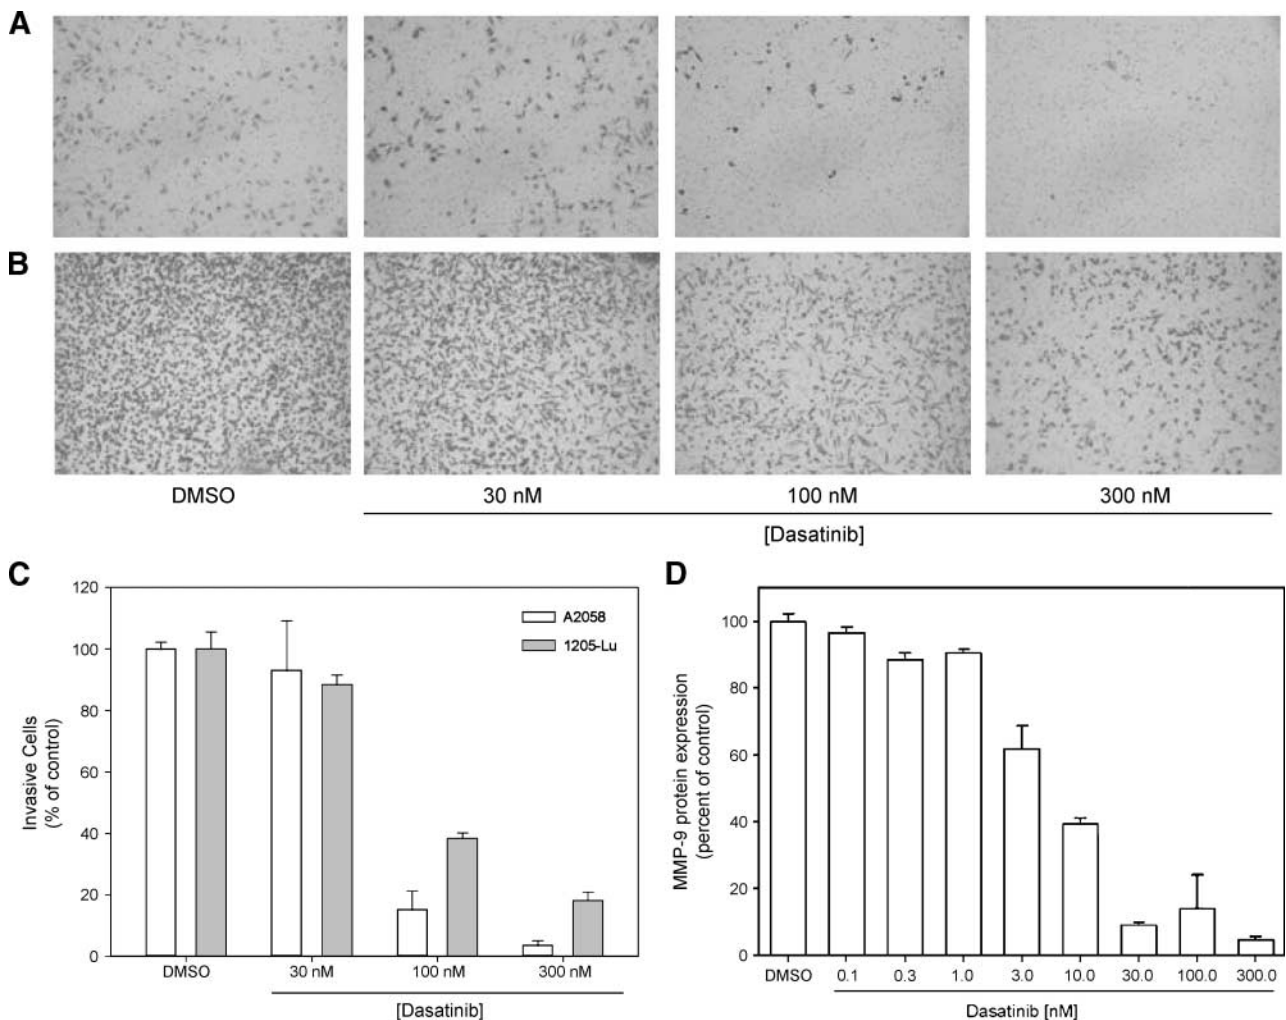 A
B
DMSO 30 nM 100 nM 300 nM
[Dasatinib]
C
120
100
80
60
40
20
0
Invasive Cells
(% of control)
A2058
1205-Lu
DMSO 30 nM 100 nM 300 nM
[Dasatinib]
D
100
80
60
40
20
0
MMP-9 protein expression
(percent of control)
DMSO 0.1 0.3 1.0 3.0 10.0 30.0 100.0 300.0
Dasatinib [nM]